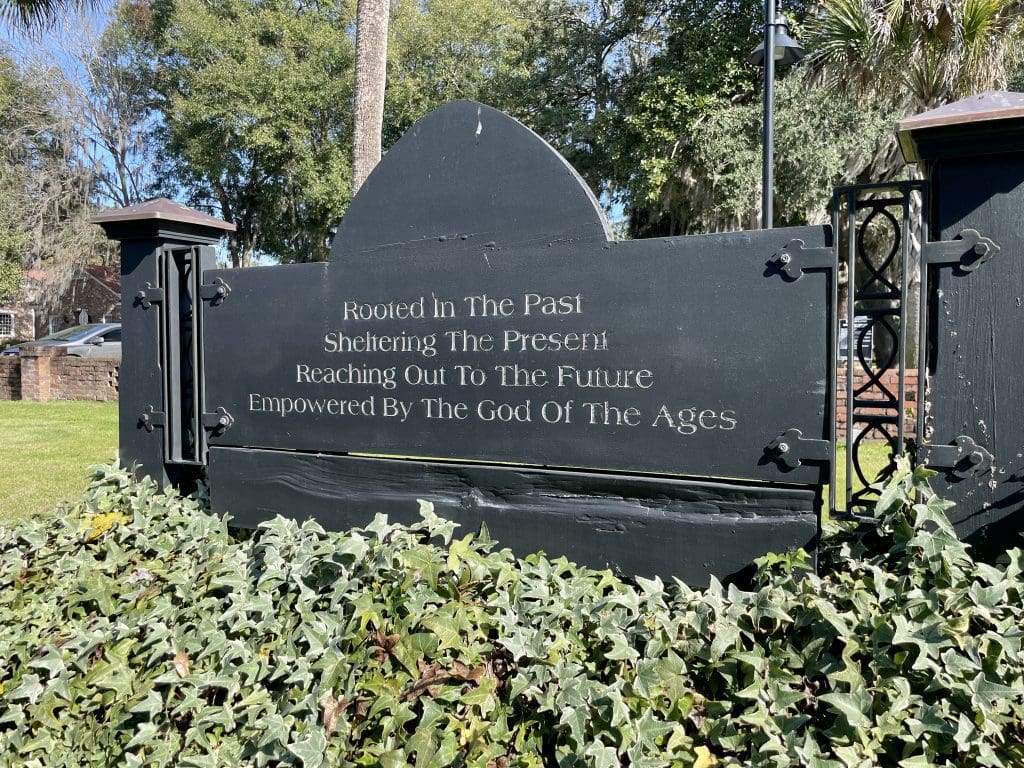 Rooted In The Past
Sheltering The Present
Reaching Out To The Future
Empowered By The God Of The Ages